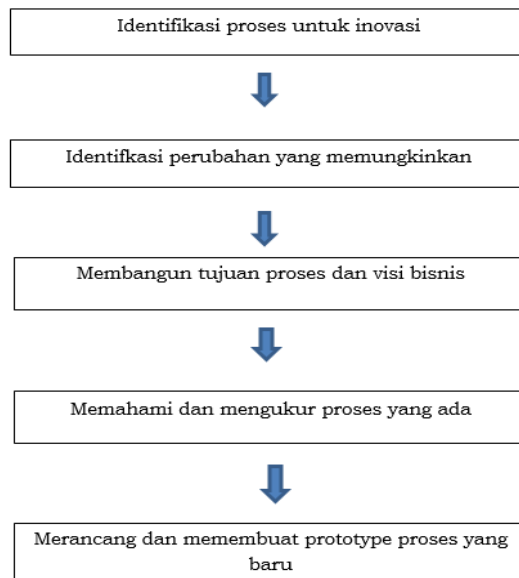 Identifikasi proses untuk inovasi
Identifkasi perubahan yang memungkinkan
Membangun tujuan proses dan visi bisnis
Memahami dan mengukur proses yang ada
Merancang dan memembuat prototype proses yang
baru